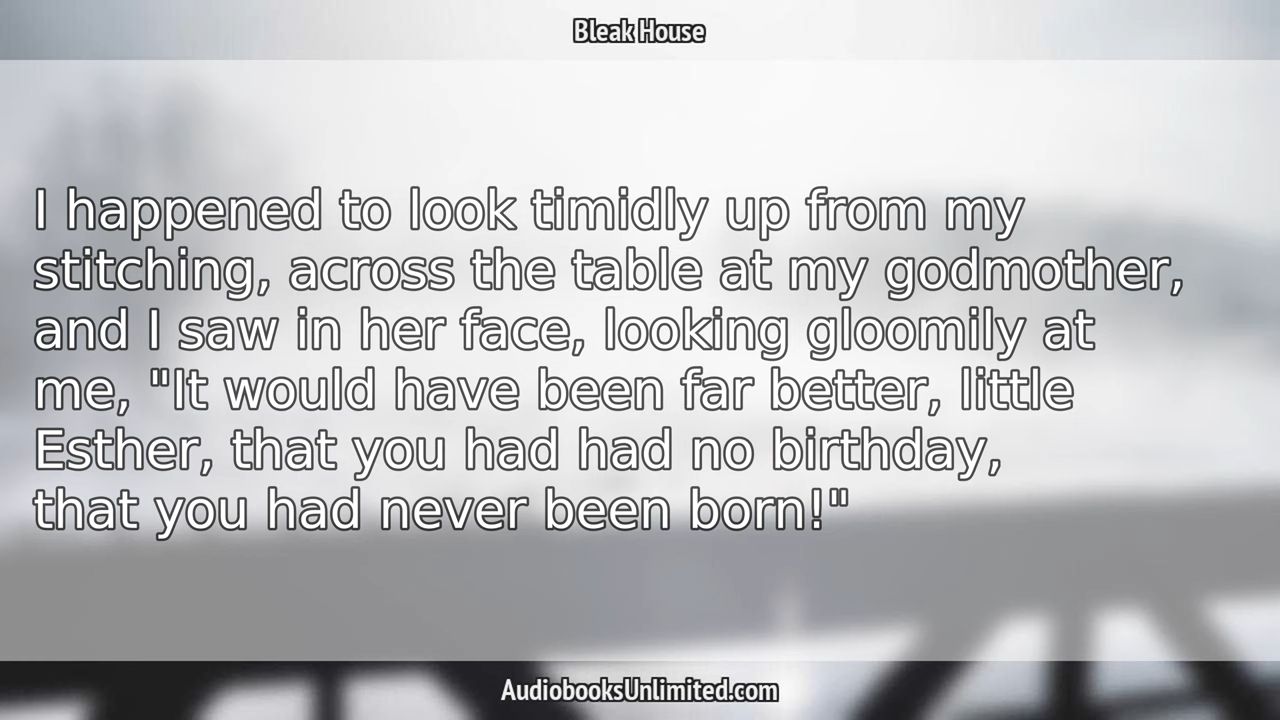 Bleak House
I happened to look timidly up from my
stitching, across the table at my godmother,
and I saw in her face, looking gloomily at
me, "It would have been far better, little
Esther, that you had had no birthday,
that you had never been born!"
AudiobooksUnlimited.com